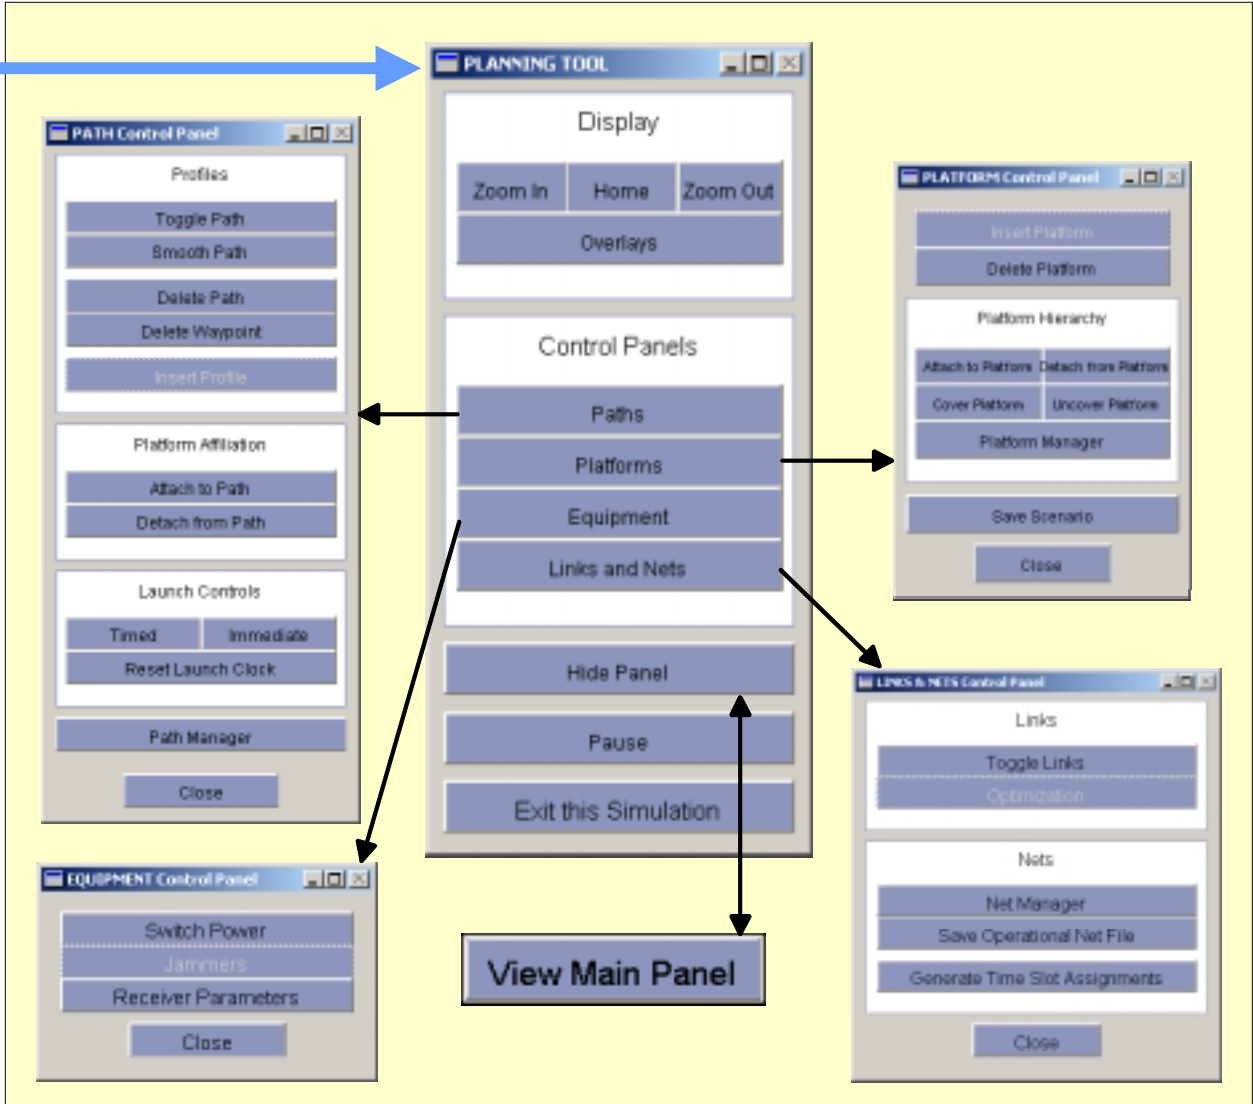 PLANNING TOOL
Display
Zoom In
Home
Zoom Out
Overlays
Control Panels
Paths
Platforms
Equipment
Links and Nets
Hide Panel
Pause
Exit this Simulation
View Main Panel
PATH Control Panel
Profiles
Toggle Path
Smooth Path
Delete Path
Delete Waypoint
Insert Profile
Platform Affiliation
Attach to Path
Detach from Path
Launch Controls
Timed
Immediate
Reset Launch Clock
Path Manager
Close
EQUIPMENT Control Panel
Switch Power
Jammers
Receiver Parameters
Close
PLATFORM Control Panel
Insert Platform
Delete Platform
Platform Hierarchy
Attach to Platform
Detach from Platform
Cover Platform
Uncover Platform
Platform Manager
Save Scenario
Close
LINKS & NETS Control Panel
Links
Toggle Links
Optimization
Nets
Net Manager
Save Operational Net File
Generate Time Slot Assignments
Close